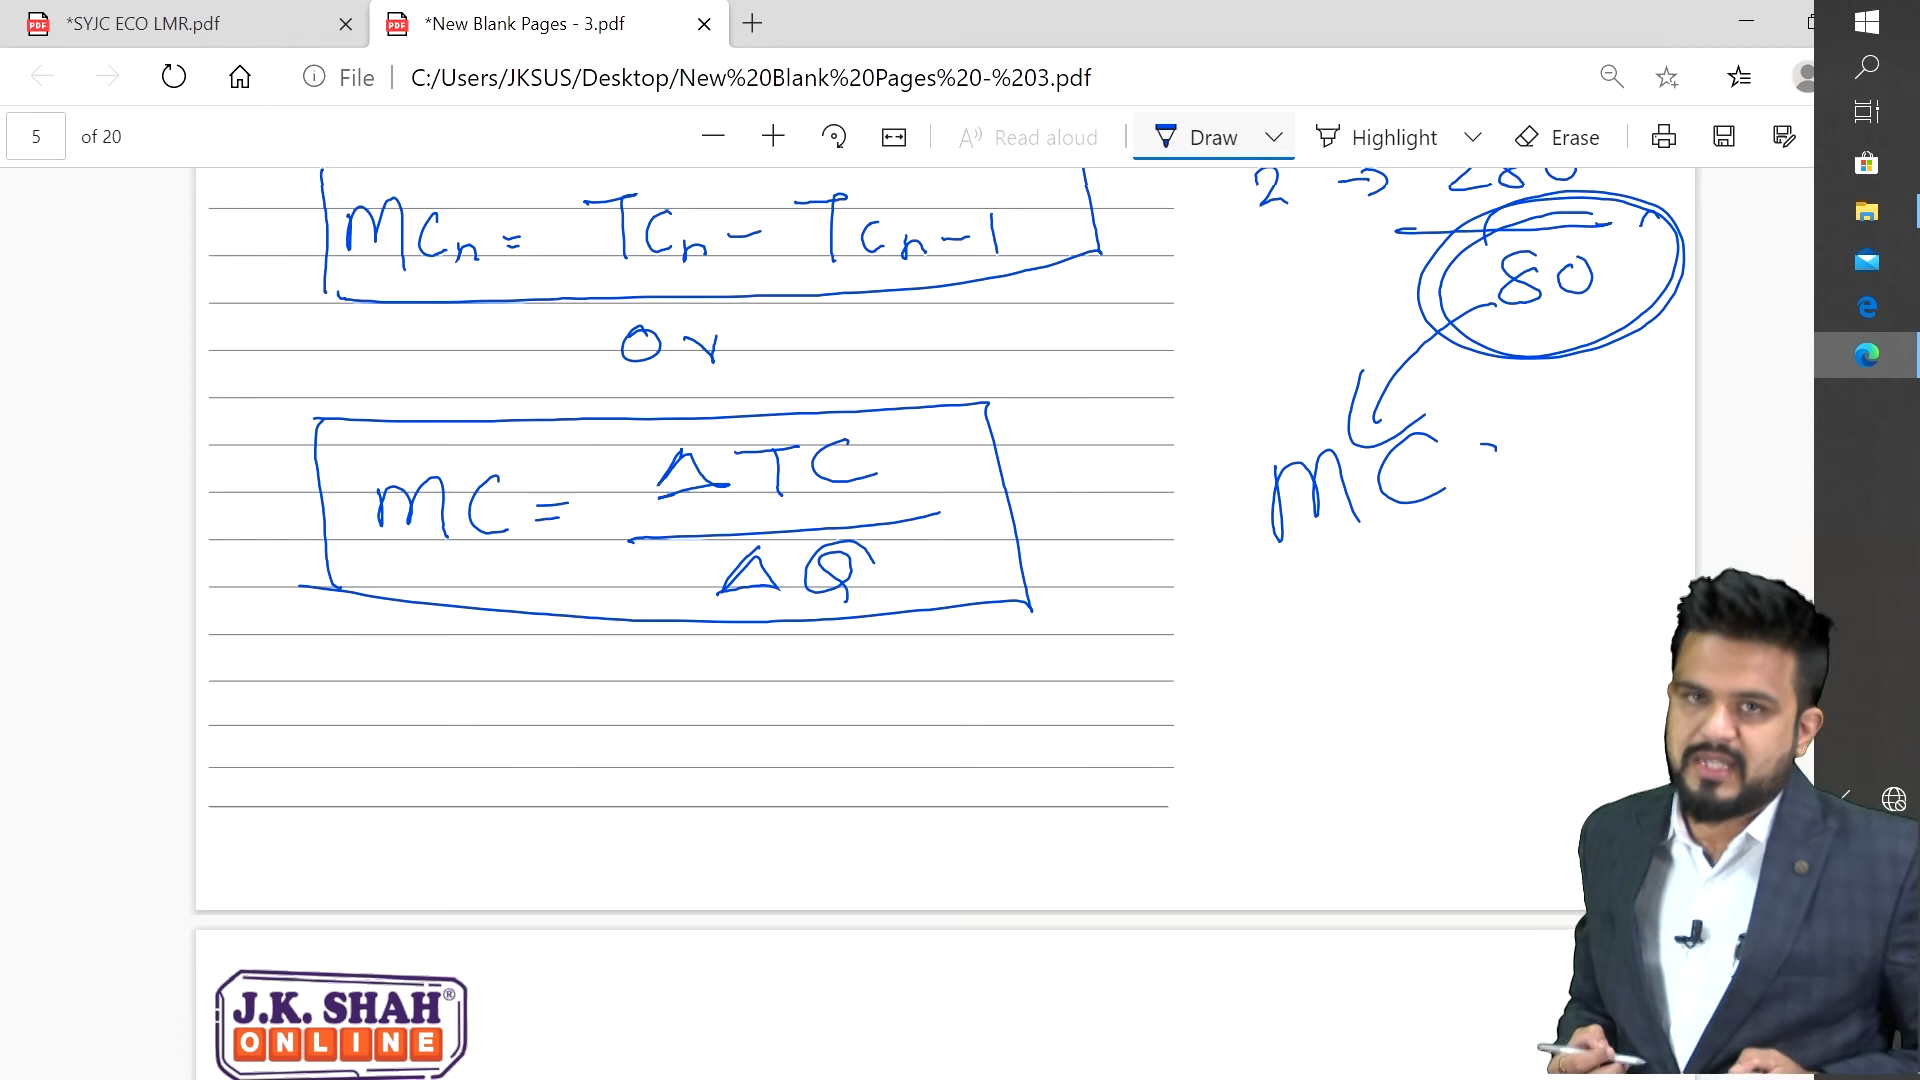 *SYJC ECO LMR.pdf
*New Blank Pages - 3.pdf
File
C:/Users/JKSUS/Desktop/New%20Blank%20Pages%20-%203.pdf
5 of 20
Read aloud
Draw
Highlight
Erase
2 → 280
MCn = TCn - TCn-1
80
Or
MC = ΔTC
ΔQ
MC =
J.K. SHAH®
ONLINE